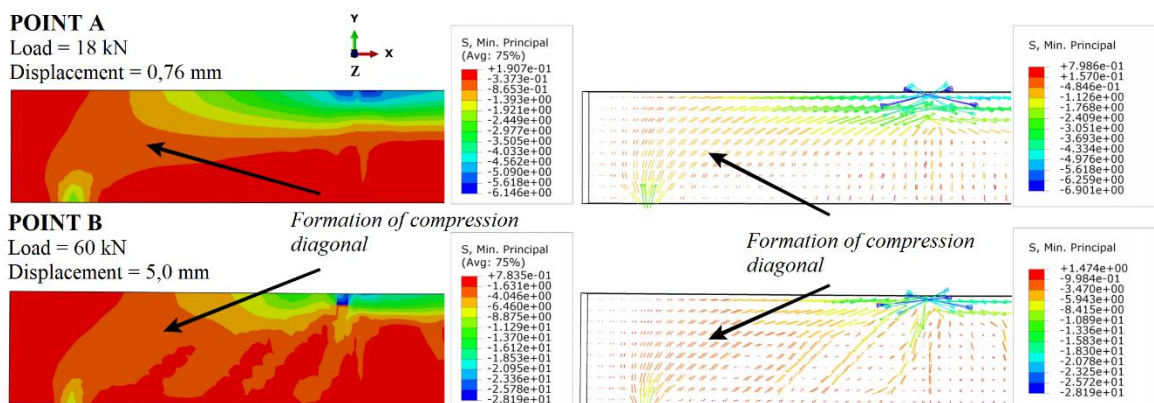 POINT A
Load = 18 kN
Displacement = 0,76 mm
Y
X
Z
S, Min. Principal
(Avg: 75%)
+1.907e-01
-3.373e-01
-8.653e-01
-1.393e+00
-1.921e+00
-2.449e+00
-2.977e+00
-3.505e+00
-4.033e+00
-4.562e+00
-5.090e+00
-5.618e+00
-6.146e+00
S, Min. Principal
+7.986e-01
+1.570e-01
-4.846e-01
-1.126e+00
-1.768e+00
-2.409e+00
-3.051e+00
-3.693e+00
-4.334e+00
-4.976e+00
-5.618e+00
-6.259e+00
-6.901e+00
POINT B
Load = 60 kN
Displacement = 5,0 mm
Formation of compression
diagonal
S, Min. Principal
(Avg: 75%)
+7.835e-01
-1.631e+00
-4.046e+00
-6.460e+00
-8.875e+00
-1.129e+01
-1.370e+01
-1.612e+01
-1.853e+01
-2.095e+01
-2.336e+01
-2.578e+01
-2.819e+01
Formation of compression
diagonal
S, Min. Principal
+1.474e+00
-9.984e-01
-3.470e+00
-5.943e+00
-8.415e+00
-1.089e+01
-1.336e+01
-1.583e+01
-1.830e+01
-2.078e+01
-2.325e+01
-2.572e+01
-2.819e+01